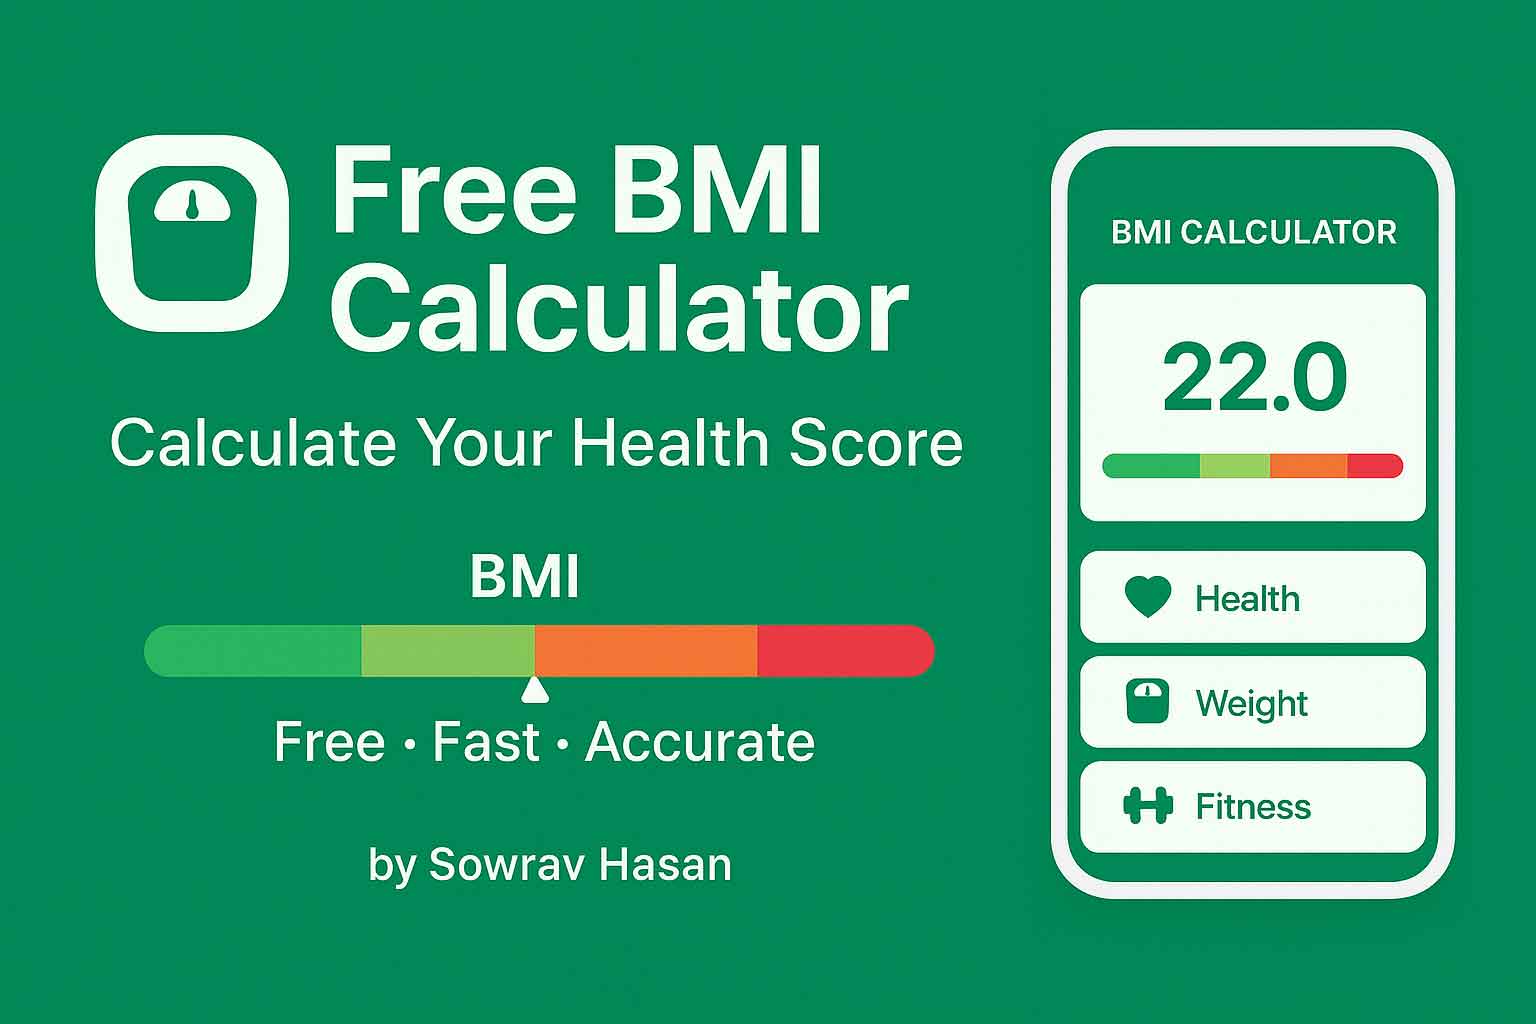 Free BMI
Calculator
Calculate Your Health Score
BMI
Free • Fast • Accurate
by Sowrav Hasan
BMI CALCULATOR
22.0
Health
Weight
Fitness